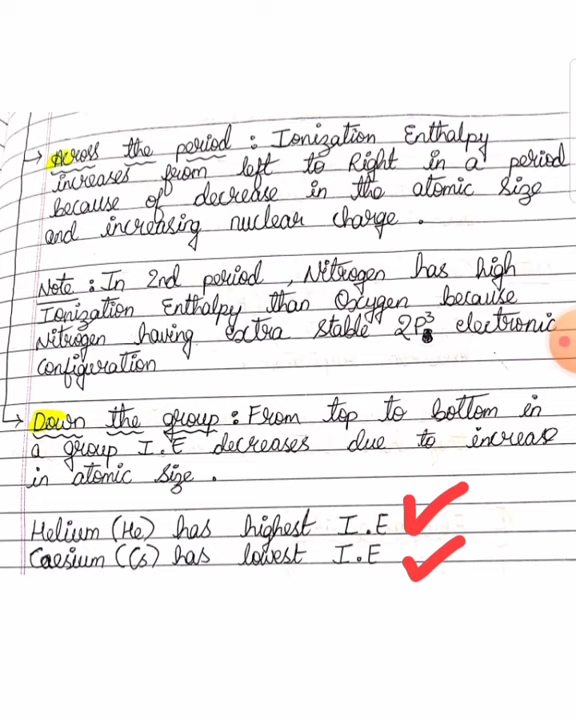 → Across the period : Ionization Enthalpy
increases from left to Right in a period
because of decrease in the atomic size
and increasing nuclear charge .
Note : In 2nd period , Nitrogen has high
Ionization Enthalpy than Oxygen because
Nitrogen having extra stable 2P³ electronic
configuration
→ Down the group : From top to bottom in
a group I.E decreases due to increase
in atomic size .
Helium (He) has highest I.E ✓
Caesium (Cs) has lowest I.E ✓